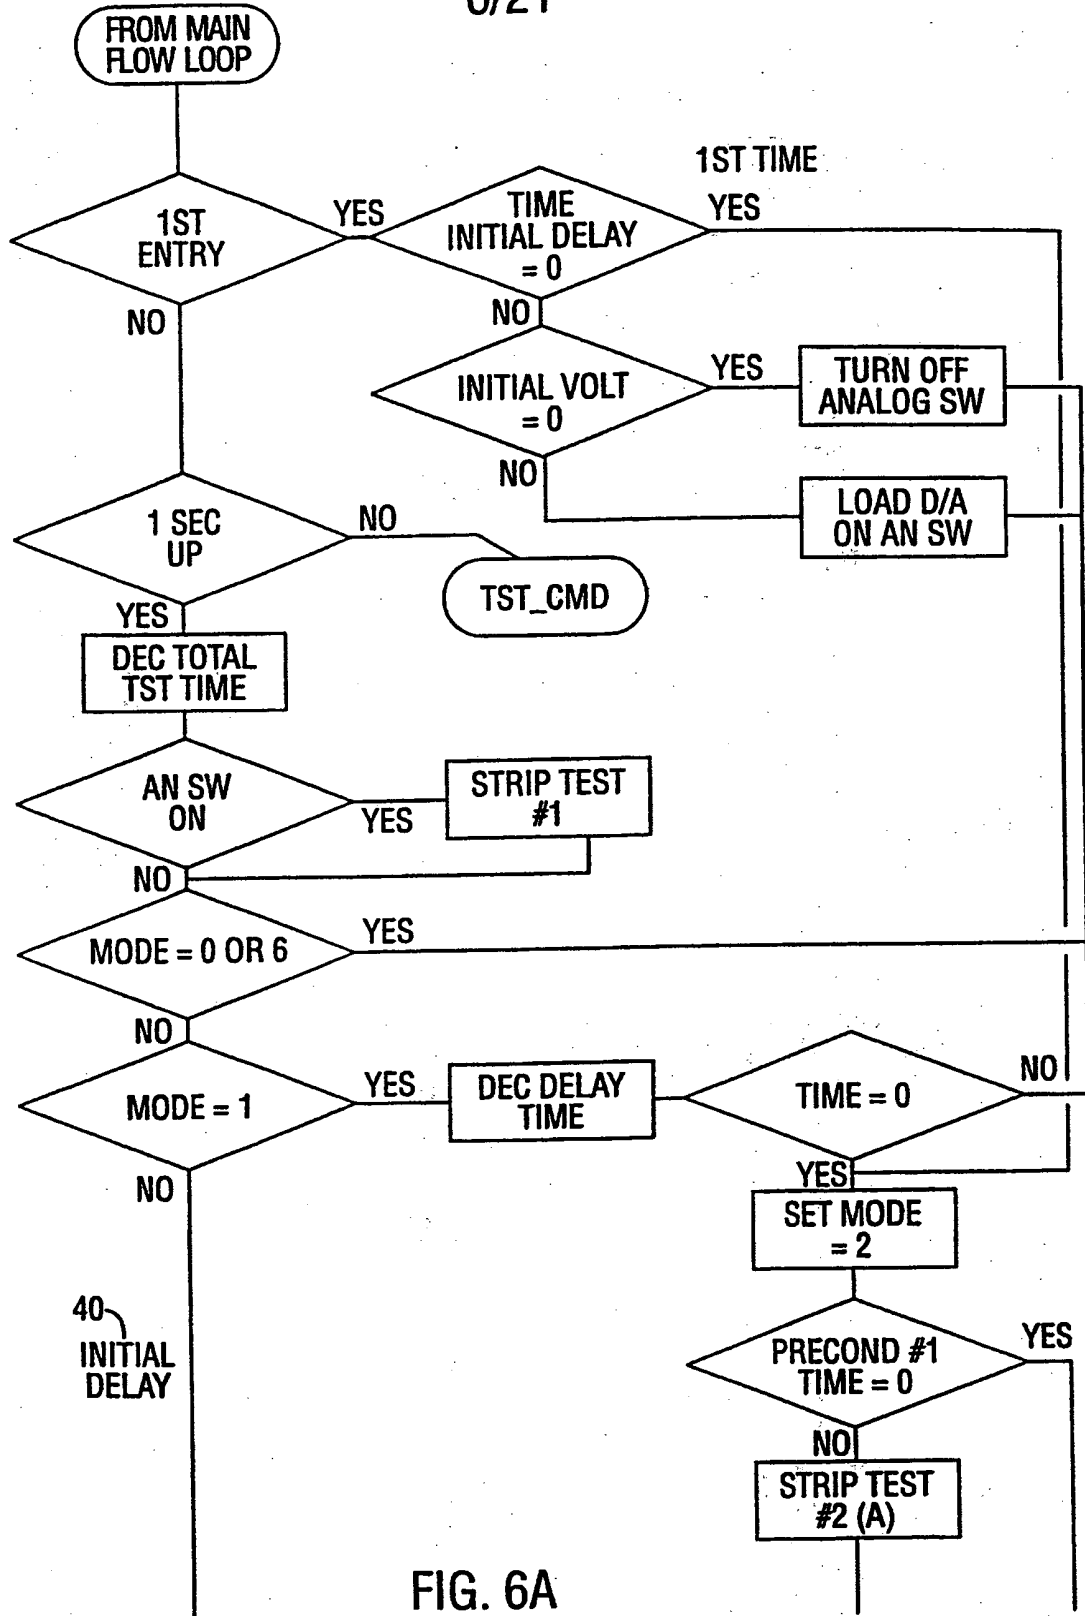 FROM MAIN
FLOW LOOP
1ST
ENTRY
YES
NO
TIME
INITIAL DELAY
= 0
1ST TIME
YES
NO
INITIAL VOLT
= 0
YES
TURN OFF
ANALOG SW
NO
LOAD D/A
ON AN SW
1 SEC
UP
NO
TST_CMD
YES
DEC TOTAL
TST TIME
AN SW
ON
YES
STRIP TEST
#1
NO
MODE = 0 OR 6
YES
NO
MODE = 1
YES
DEC DELAY
TIME
TIME = 0
NO
YES
SET MODE
= 2
NO
40
INITIAL
DELAY
PRECOND #1
TIME = 0
YES
NO
STRIP TEST
#2 (A)
FIG. 6A